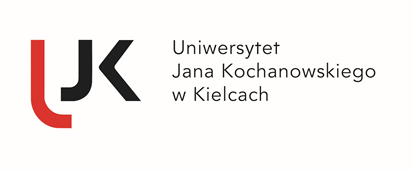 UJK
Uniwersytet
Jana Kochanowskiego
w Kielcach